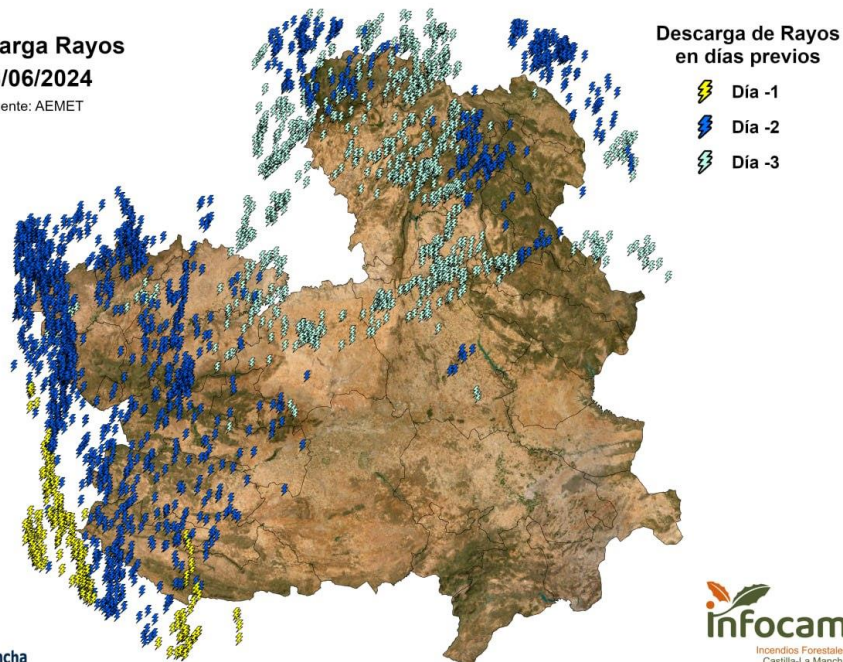 arga Rayos
/06/2024
ente: AEMET
Descarga de Rayos
en días previos
Día -1
Día -2
Día -3
infocam
Incendios Forestale
Castilla-La Manch
ncha